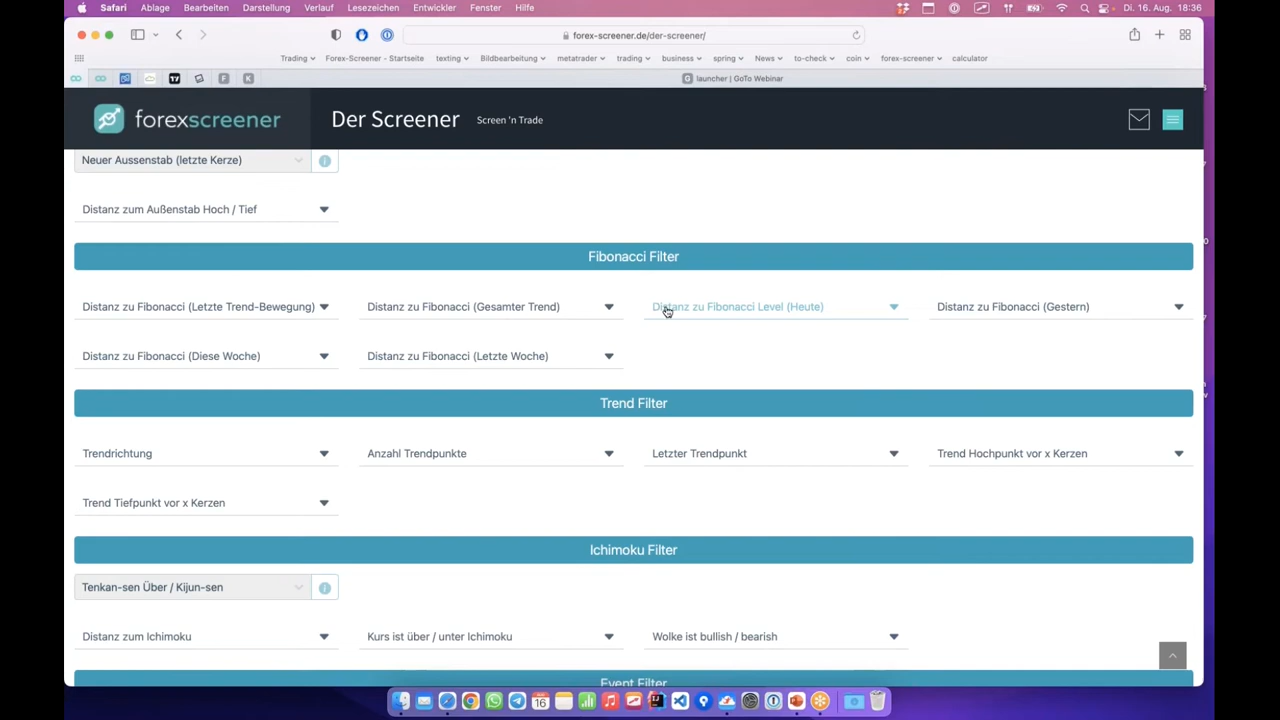 Safari Ablage Bearbeiten Darstellung Verlauf Lesezeichen Entwickler Fenster Hilfe Di. 16. Aug. 18:36
forex-screener.de/der-screener/
Trading Forex-Screener - Startseite texting Bildbearbeitung metatrader trading business spring News to-check coin forex-screener calculator
launcher | GoTo Webinar
forexscreener Der Screener Screen 'n Trade
Neuer Aussenstab (letzte Kerze)
Distanz zum Außenstab Hoch / Tief
Fibonacci Filter
Distanz zu Fibonacci (Letzte Trend-Bewegung) Distanz zu Fibonacci (Gesamter Trend) Distanz zu Fibonacci Level (Heute) Distanz zu Fibonacci (Gestern)
Distanz zu Fibonacci (Diese Woche) Distanz zu Fibonacci (Letzte Woche)
Trend Filter
Trendrichtung Anzahl Trendpunkte Letzter Trendpunkt Trend Hochpunkt vor x Kerzen
Trend Tiefpunkt vor x Kerzen
Ichimoku Filter
Tenkan-sen Über / Kijun-sen
Distanz zum Ichimoku Kurs ist über / unter Ichimoku Wolke ist bullish / bearish
Event Filter